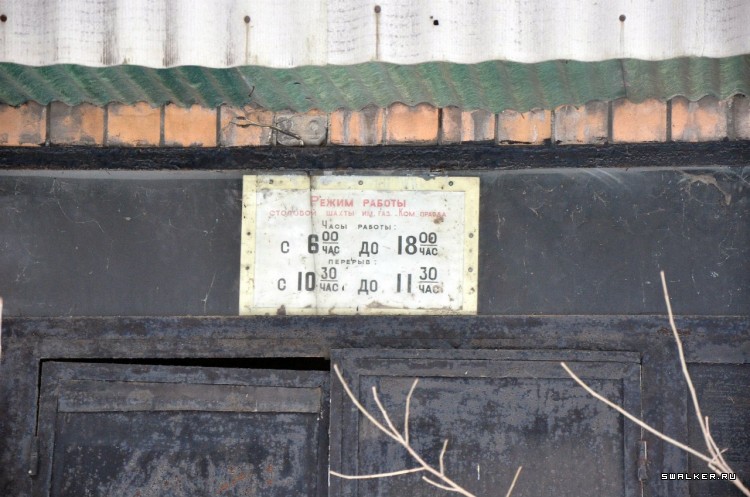 РЕЖИМ РАБОТЫ
СТОЛОВОЙ ШАХТЫ ИМ. ГАЗ. „КОМ. ПРАВДА
ЧАСЫ РАБОТЫ:
С 6 00 ЧАС ДО 18 00 ЧАС
ПЕРЕРЫВ:
С 10 30 ЧАС ДО 11 30 ЧАС
SWALKER.RU